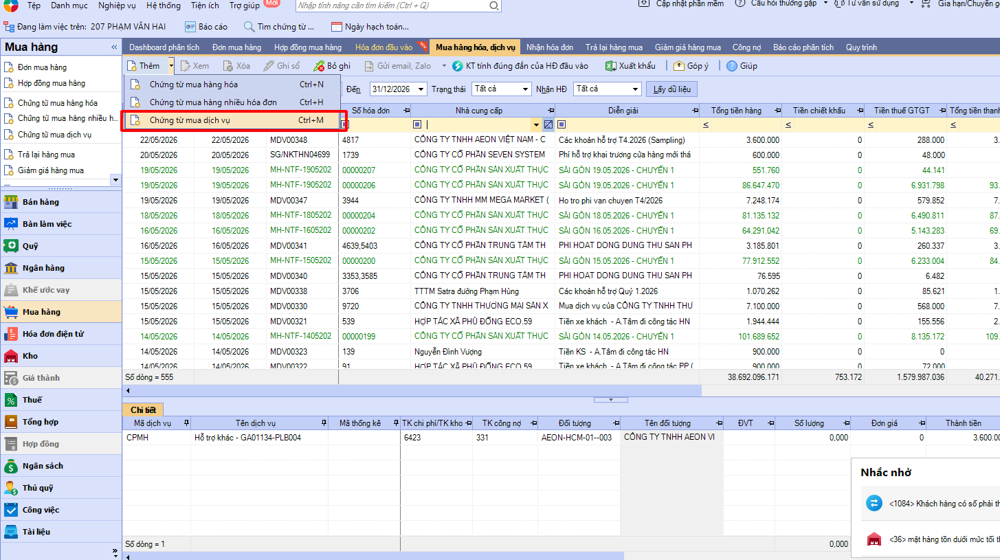 Tệp Danh mục Nghiệp vụ Hệ thống Tiện ích Trợ giúp Mới Nhập tính năng cần tìm kiếm (Ctrl + Q) Cập nhật phần mềm Câu hỏi thường gặp Tư vấn sử dụng
Đang làm việc trên: 207 PHẠM VĂN HAI Báo cáo Tìm chứng từ ... Ngày hạch toán...
Mua hàng «
Dashboard phân tích Đơn mua hàng Hợp đồng mua hàng Hóa đơn đầu vào Mua hàng hóa, dịch vụ Nhận hóa đơn Trả lại hàng mua Giảm giá hàng mua Công nợ Báo cáo phân tích Quy trình
Thêm Xem Xóa Ghi sổ Bỏ ghi Gửi email, Zalo KT tính đúng đắn của HĐ đầu vào Xuất khẩu Góp ý Giúp
Chứng từ mua hàng hóa Ctrl+N
Chứng từ mua hàng nhiều hóa đơn Ctrl+H
Chứng từ mua dịch vụ Ctrl+M
Đến 31/12/2026 Trạng thái Tất cả Nhận HĐ Tất cả Lấy dữ liệu
Đơn mua hàng
Hợp đồng mua hàng
Chứng từ mua hàng hóa
Chứng từ mua hàng nhiều h...
Chứng từ mua dịch vụ
Trả lại hàng mua
Giảm giá hàng mua
Bán hàng
Bàn làm việc
Quỹ
Ngân hàng
Khế ước vay
Mua hàng
Hóa đơn điện tử
Kho
Giá thành
Thuế
Tổng hợp
Hợp đồng
Ngân sách
Thủ quỹ
Công việc
Tài liệu
»
Số hóa đơn Nhà cung cấp Diễn giải Tổng tiền hàng Tiền chiết khấu Tiền thuế GTGT
≤ ≤ ≤ ≤
22/05/2026 22/05/2026 MDV00348 4817 CÔNG TY TNHH AEON VIỆT NAM - C Các khoản hỗ trợ T4.2026 (Sampling) 3.600.000 0 288.000 3.
20/05/2026 20/05/2026 SG/NKTHN04699 1739 CÔNG TY CỔ PHẦN SEVEN SYSTEM Phí hỗ trợ khai trương cửa hàng mới thá 600.000 0 48.000
19/05/2026 19/05/2026 MH-NTF-1905202 00000207 CÔNG TY CỔ PHẦN SẢN XUẤT THỰC SÀI GÒN 19.05.2026 - CHUYẾN 1 551.760 0 44.141
19/05/2026 19/05/2026 MH-NTF-1905202 00000206 CÔNG TY CỔ PHẦN SẢN XUẤT THỰC SÀI GÒN 19.05.2026 - CHUYẾN 1 86.647.470 0 6.931.798 93.
19/05/2026 19/05/2026 MDV00347 3944 CÔNG TY TNHH MM MEGA MARKET ( Ho tro phi van chuyen T4/2026 7.248.174 0 579.852 7.
18/05/2026 18/05/2026 MH-NTF-1805202 00000204 CÔNG TY CỔ PHẦN SẢN XUẤT THỰC SÀI GÒN 18.05.2026 - CHUYẾN 1 81.135.132 0 6.490.811 87.
16/05/2026 16/05/2026 MH-NTF-1605202 00000202 CÔNG TY CỔ PHẦN SẢN XUẤT THỰC SÀI GÒN 16.05.2026 - CHUYẾN 1 64.291.042 0 5.143.283 69.
16/05/2026 16/05/2026 MDV00341 4639,5403 CÔNG TY CỔ PHẦN TRUNG TÂM TH PHI HOAT DONG DUNG THU SAN PH 3.185.801 0 260.337 3.
15/05/2026 15/05/2026 MH-NTF-1505202 00000200 CÔNG TY CỔ PHẦN SẢN XUẤT THỰC SÀI GÒN 15.05.2026 - CHUYẾN 1 77.912.552 0 6.233.004 84.
15/05/2026 15/05/2026 MDV00340 3353,3585 CÔNG TY CỔ PHẦN TRUNG TÂM TH PHI HOAT DONG DUNG THU SAN PH 76.595 0 6.482
15/05/2026 15/05/2026 MDV00338 3706 TTTM Satra đường Phạm Hùng Các khoản hỗ trợ Quý 1.2026 1.070.262 0 85.621 1.
15/05/2026 15/05/2026 MDV00330 9720 CÔNG TY TNHH THƯƠNG MẠI SẢN X Mua dịch vụ của CÔNG TY TNHH THƯ 7.100.000 0 568.000 7.
15/05/2026 15/05/2026 MDV00321 539 HỢP TÁC XÃ PHÙ ĐỔNG ECO.59 Tiền xe khách - A.Tâm đi công tác HN 1.944.444 0 155.556 2.
14/05/2026 14/05/2026 MH-NTF-1405202 00000199 CÔNG TY CỔ PHẦN SẢN XUẤT THỰC SÀI GÒN 14.05.2026 - CHUYẾN 1 101.689.652 0 8.135.172 109.
14/05/2026 14/05/2026 MDV00323 139 Nguyễn Đình Vượng Tiền KS - A.Tâm đi công tác HN 900.000 0 0
14/05/2026 14/05/2026 MDV00322 91 HỢP TÁC XÃ PHÙ ĐỔNG ECO.59 Tiền xe khách - A.Tâm đi công tác PP ( 900.000 0 72.000
Số dòng = 555 38.692.096.171 753.172 1.579.987.036 40.271.
Chi tiết
Mã dịch vụ Tên dịch vụ Mã thống kê TK chi phí/TK kho TK công nợ Đối tượng Tên đối tượng ĐVT Số lượng Đơn giá Thành tiền
CPMH Hỗ trợ khác - GA01134-PLB004 6423 331 AEON-HCM-01--003 CÔNG TY TNHH AEON VI 0,000 0
Số dòng = 1 0,000
Nhắc nhở
<1084> Khách hàng có số phải
<36> mặt hàng tồn dưới mức tối